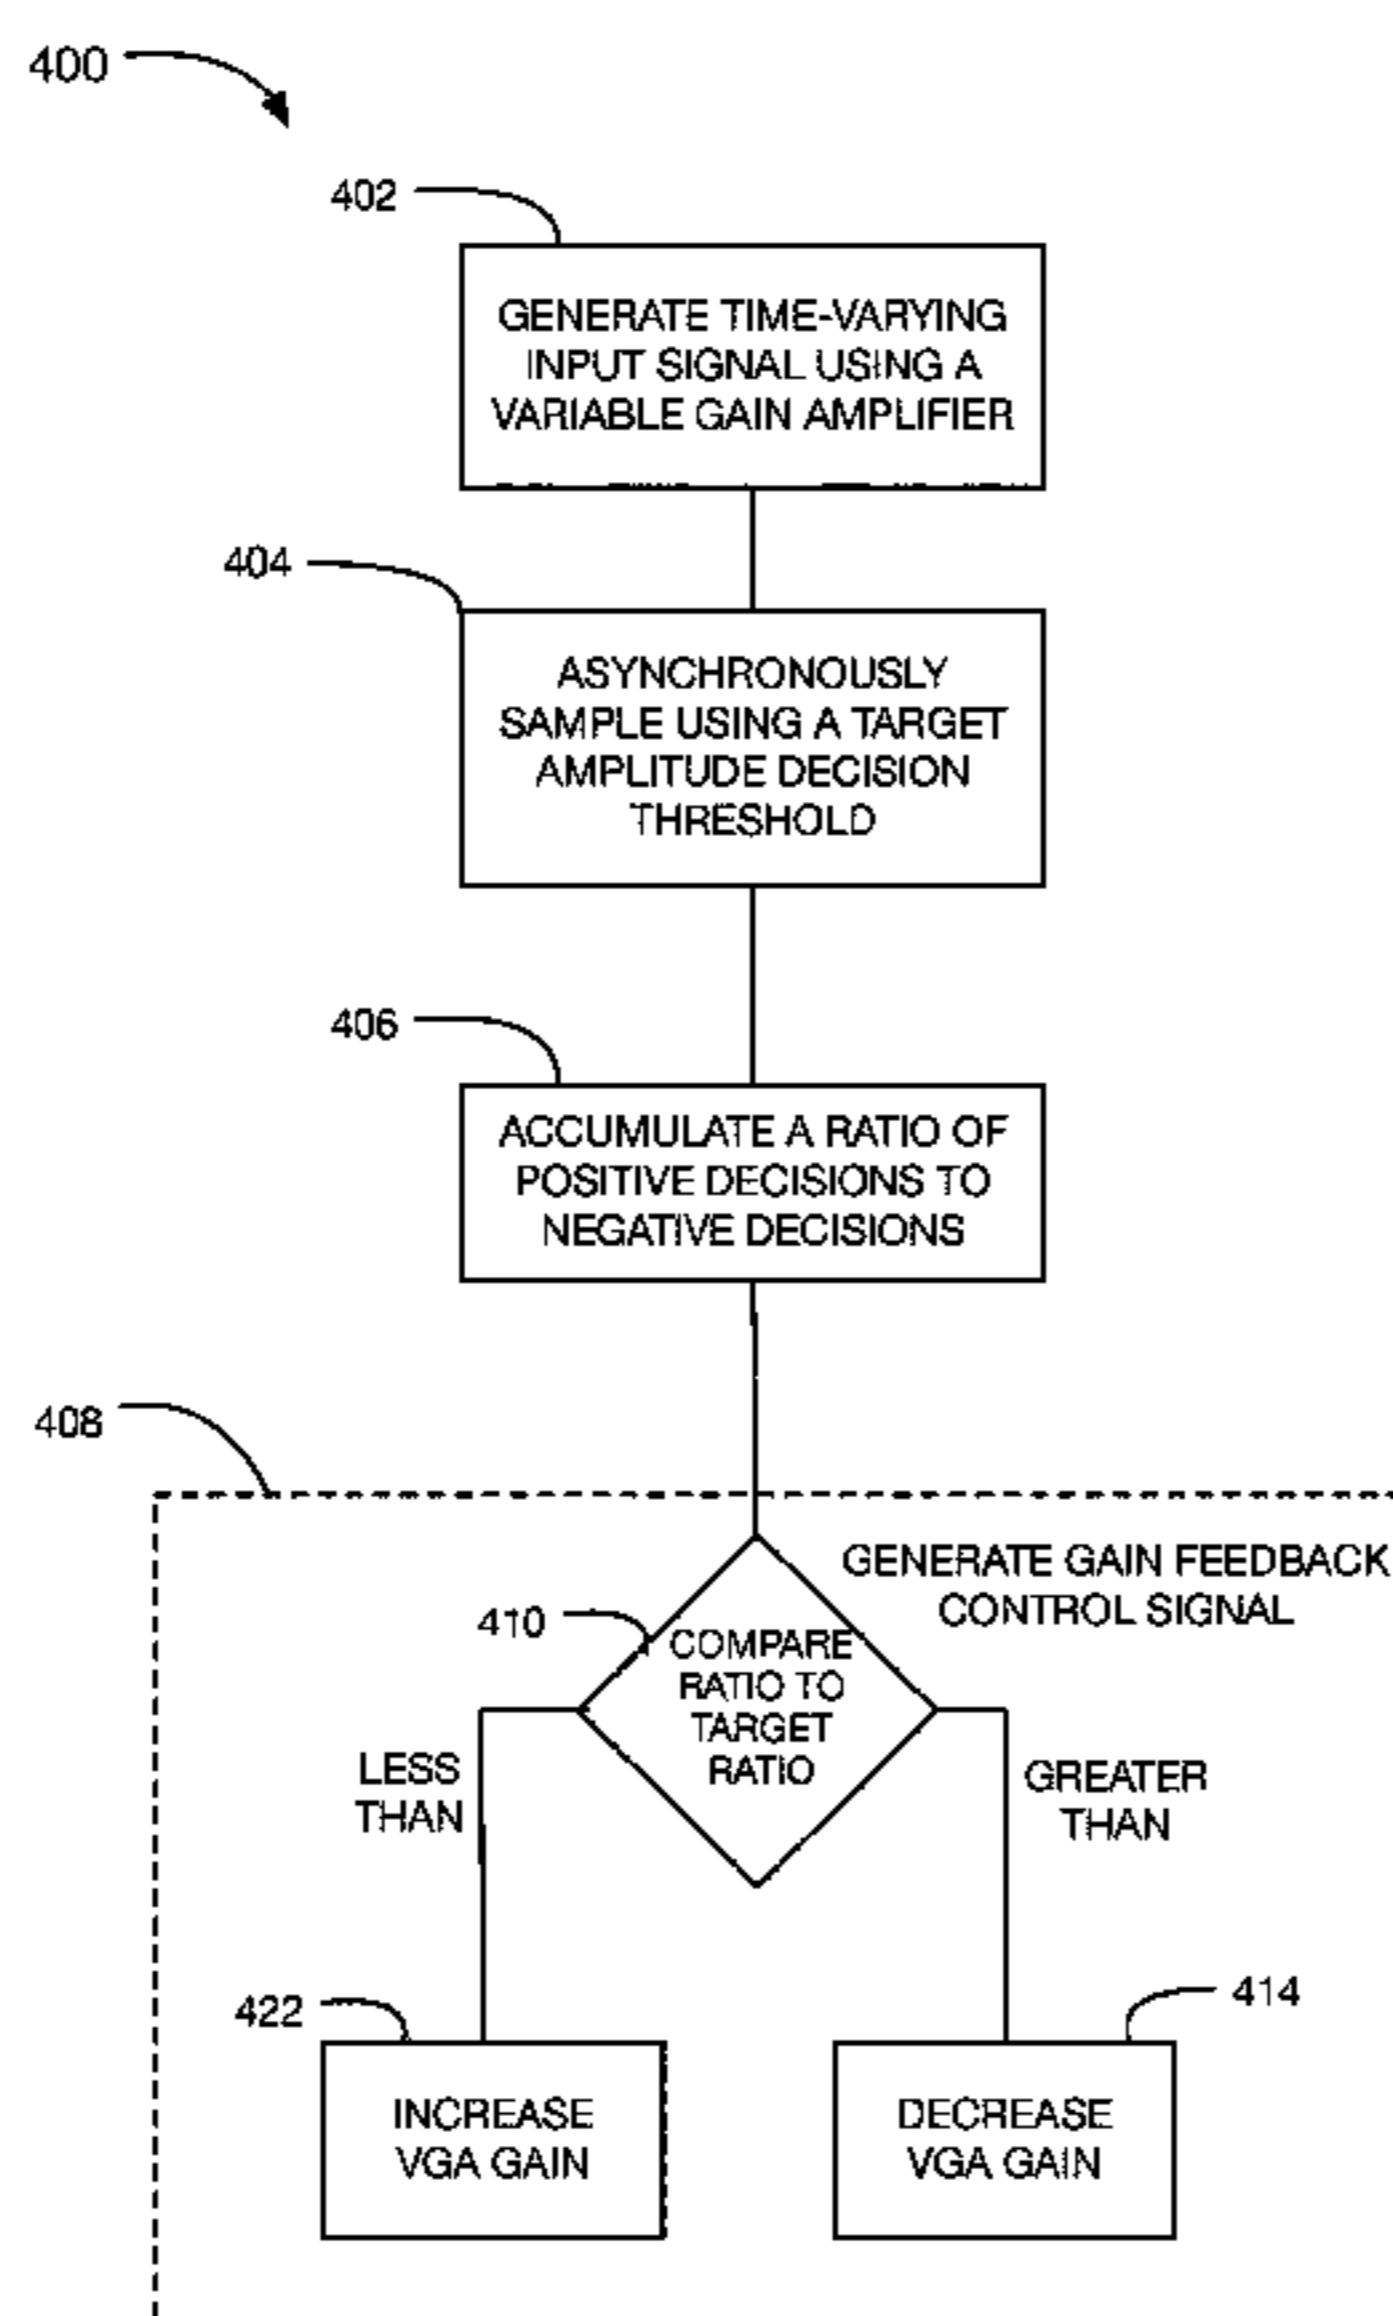 400
402
GENERATE TIME-VARYING
INPUT SIGNAL USING A
VARIABLE GAIN AMPLIFIER
404
ASYNCHRONOUSLY
SAMPLE USING A TARGET
AMPLITUDE DECISION
THRESHOLD
406
ACCUMULATE A RATIO OF
POSITIVE DECISIONS TO
NEGATIVE DECISIONS
408
GENERATE GAIN FEEDBACK
CONTROL SIGNAL
410
COMPARE
RATIO TO
TARGET
RATIO
LESS
THAN
GREATER
THAN
422
INCREASE
VGA GAIN
414
DECREASE
VGA GAIN